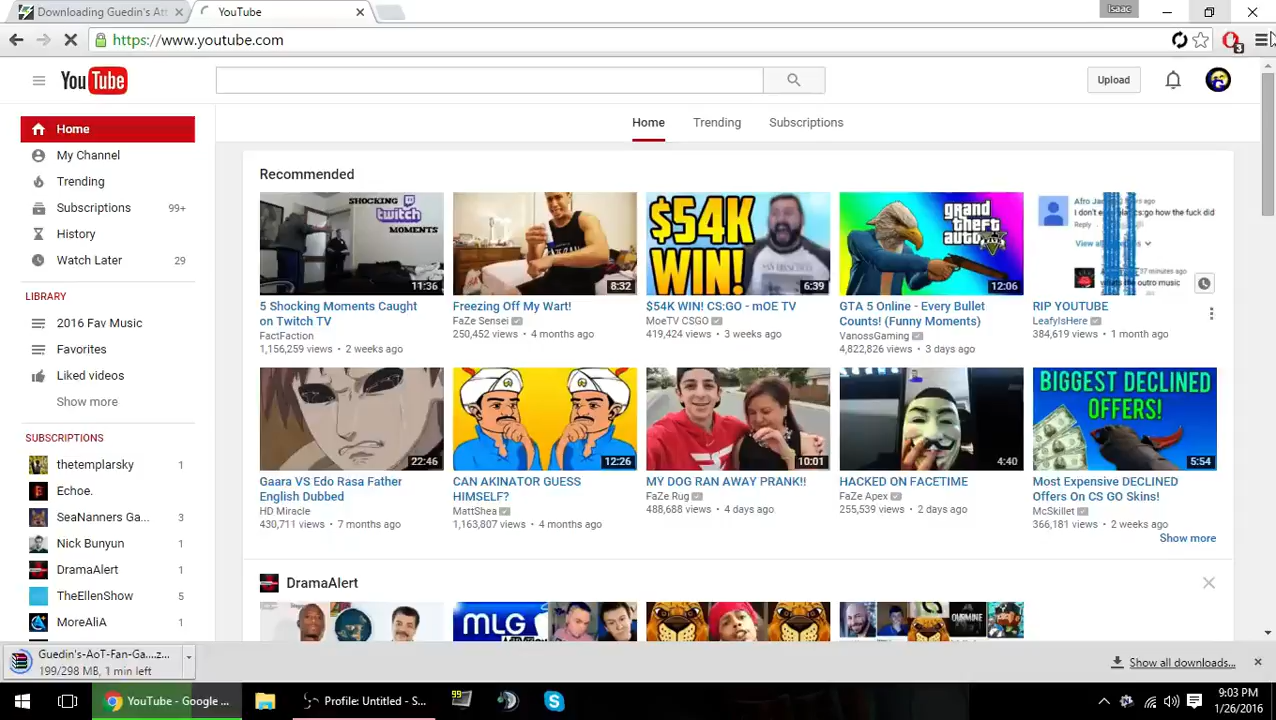 Downloading Guedin's At
YouTube
Isaac
https://www.youtube.com
3
YouTube
Upload
Home
Trending
Subscriptions
Home
My Channel
Trending
Subscriptions 99+
History
Watch Later 29
LIBRARY
2016 Fav Music
Favorites
Liked videos
Show more
SUBSCRIPTIONS
thetemplarsky 1
Echoe.
SeaNanners Ga... 3
Nick Bunyun 1
DramaAlert 1
TheEllenShow 5
MoreAliA 1
Recommended
SHOCKING
twitch
MOMENTS
11:36
5 Shocking Moments Caught
on Twitch TV
FactFaction
1,156,259 views • 2 weeks ago
8:32
Freezing Off My Wart!
FaZe Sensei
250,452 views • 4 months ago
$54K
WIN!
6:39
$54K WIN! CS:GO - mOE TV
MoeTV CSGO
419,424 views • 3 weeks ago
grand
theft
auto
V
12:06
GTA 5 Online - Every Bullet
Counts! (Funny Moments)
VanossGaming
4,822,826 views • 3 days ago
Reply
RIP YOUTUBE
LeafyIsHere
384,619 views • 1 month ago
22:46
Gaara VS Edo Rasa Father
English Dubbed
HD Miracle
430,711 views • 7 months ago
12:26
CAN AKINATOR GUESS
HIMSELF?
MattShea
1,163,807 views • 4 months ago
10:01
MY DOG RAN AWAY PRANK!!
FaZe Rug
488,688 views • 4 days ago
4:40
HACKED ON FACETIME
FaZe Apex
255,539 views • 2 days ago
BIGGEST DECLINED
OFFERS!
5:54
Most Expensive DECLINED
Offers On CS GO Skins!
McSkillet
366,181 views • 2 weeks ago
Show more
DramaAlert
MLG
Guedin's-AoT-Fan-Ga....z...
199/298 MB, 1 min left
Show all downloads...
YouTube - Google ...
Profile: Untitled - S...
99
9:03 PM
1/26/2016